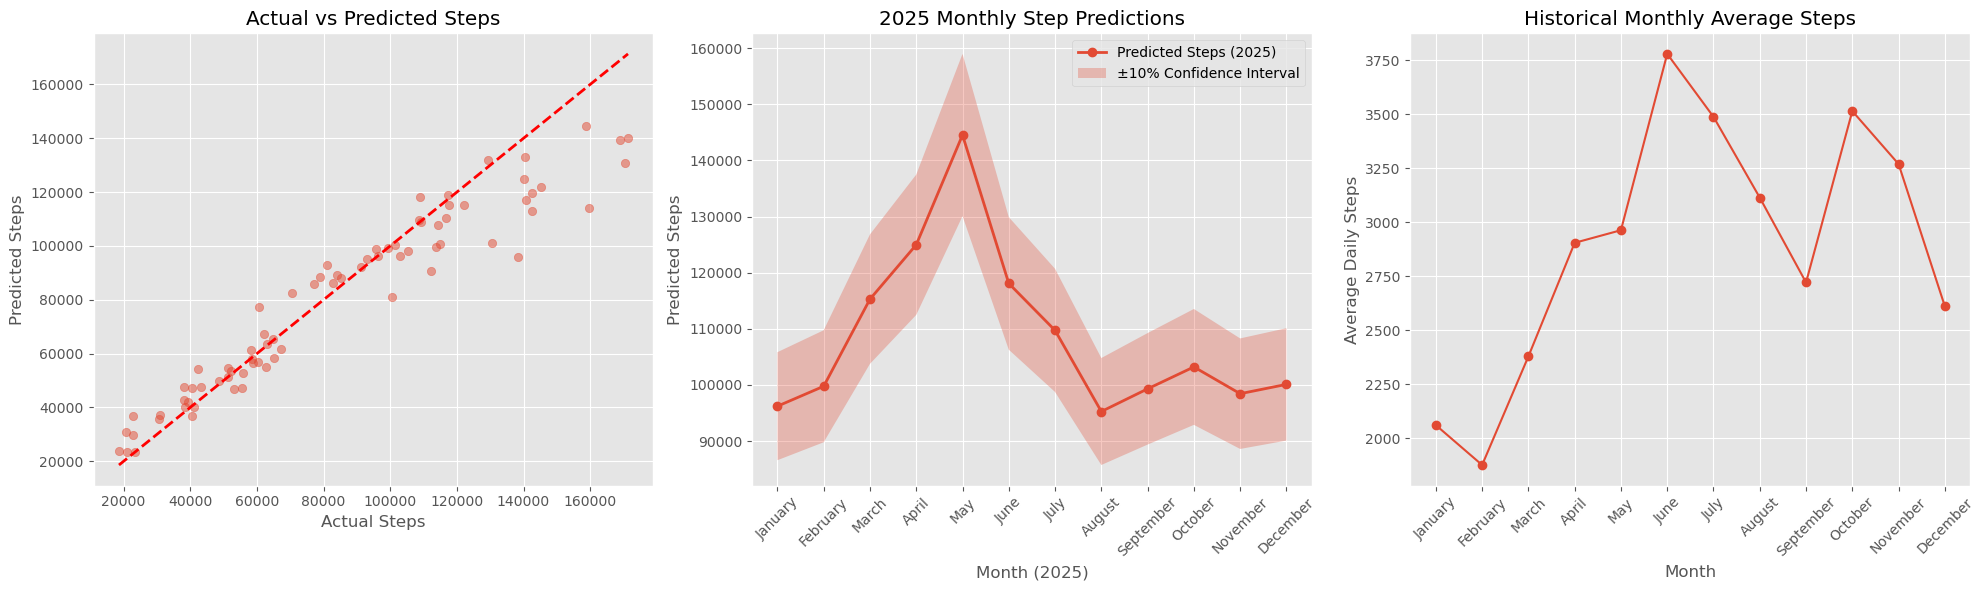 Actual vs Predicted Steps
160000
140000
120000
100000
80000
60000
40000
20000
Predicted Steps
20000 40000 60000 80000 100000 120000 140000 160000
Actual Steps
2025 Monthly Step Predictions
Predicted Steps (2025)
±10% Confidence Interval
160000
150000
140000
130000
120000
110000
100000
90000
Predicted Steps
January February March April May June July August September October November December
Month (2025)
Historical Monthly Average Steps
3750
3500
3250
3000
2750
2500
2250
2000
Average Daily Steps
January February March April May June July August September October November December
Month